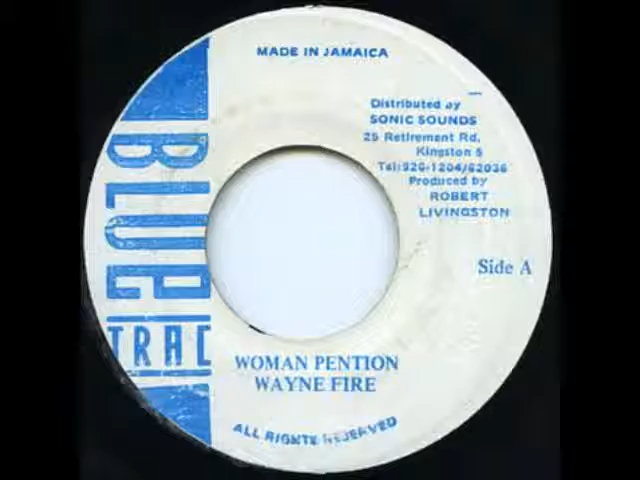 MADE IN JAMAICA
Distributed by
SONIC SOUNDS
25 Retirement Rd,
Kingston 5
Tel:926-1204/62036
Produced by
ROBERT
LIVINGSTON
Side A
BLUE
TRAC
WOMAN PENTION
WAYNE FIRE
ALL RIGHTS RESERVED